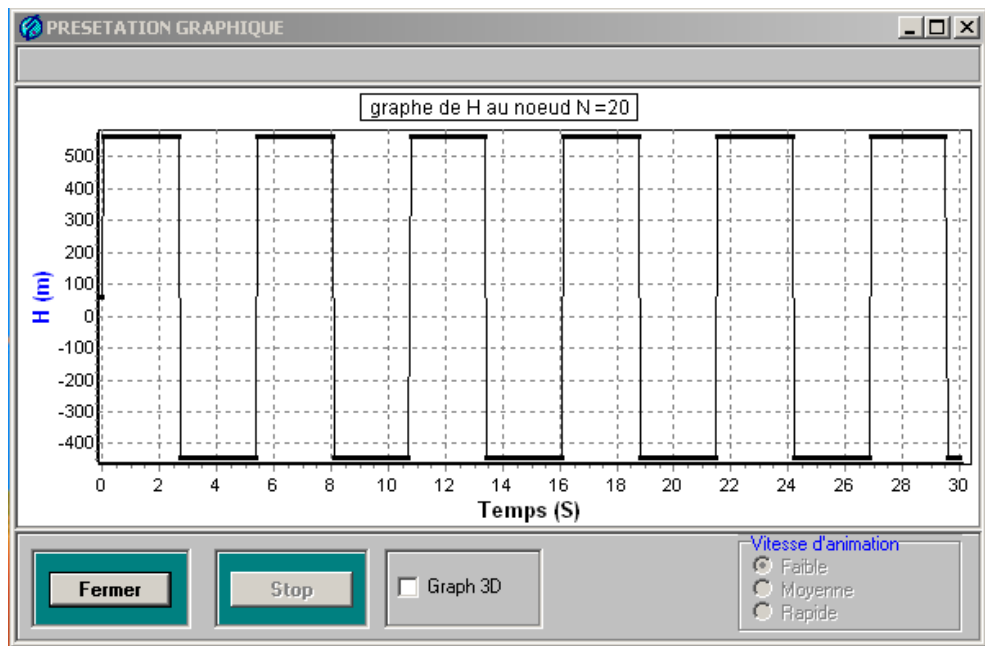 PRESETATION GRAPHIQUE
graphe de H au noeud N =20
500
400
300
200
100
0
-100
-200
-300
-400
H (m)
0 2 4 6 8 10 12 14 16 18 20 22 24 26 28 30
Temps (S)
Fermer
Stop
Graph 3D
Vitesse d'animation
Faible
Moyenne
Rapide